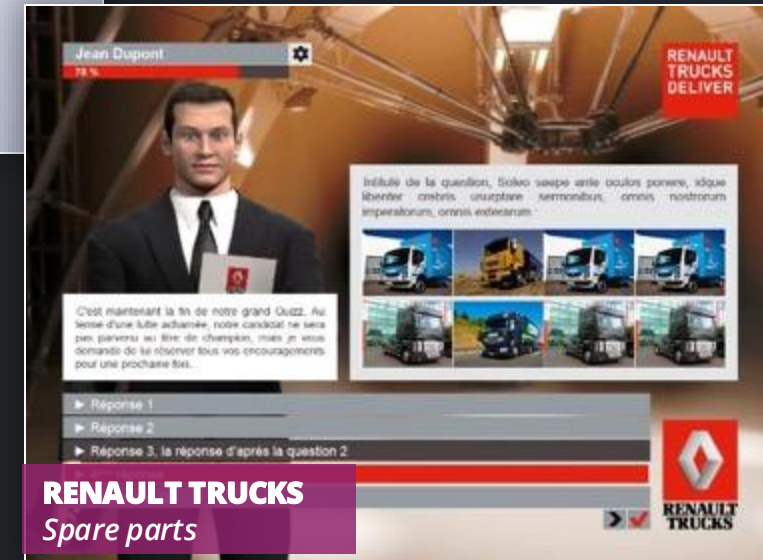 Jean Dupont
78 %
RENAULT
TRUCKS
DELIVER
Intitulé de la question, Soleo saepe ante oculos ponere, idque
libenter crebris usurptare sermonibus, omnis nostrorum
imperatorum, omnis exterarum
C'est maintenant la fin de notre grand Quizz. Au
terme d'une lutte acharnée, notre candidat ne sera
pas parvenu au titre de champion, mais je vous
demande de lui réserver tous vos encouragements
pour une prochaine fois...
► Réponse 1
► Réponse 2
► Réponse 3, la réponse d'après la question 2
RENAULT TRUCKS
Spare parts
RENAULT
TRUCKS